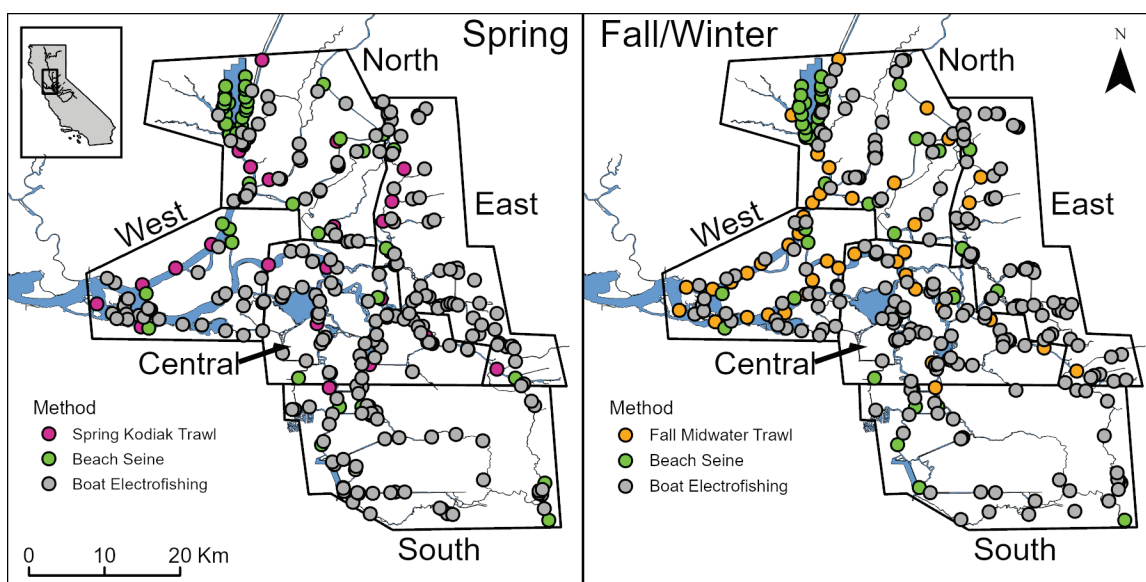 Spring
North
East
West
Central
South
Method
Spring Kodiak Trawl
Beach Seine
Boat Electrofishing
0 10 20 Km
Fall/Winter
N
North
East
West
Central
South
Method
Fall Midwater Trawl
Beach Seine
Boat Electrofishing